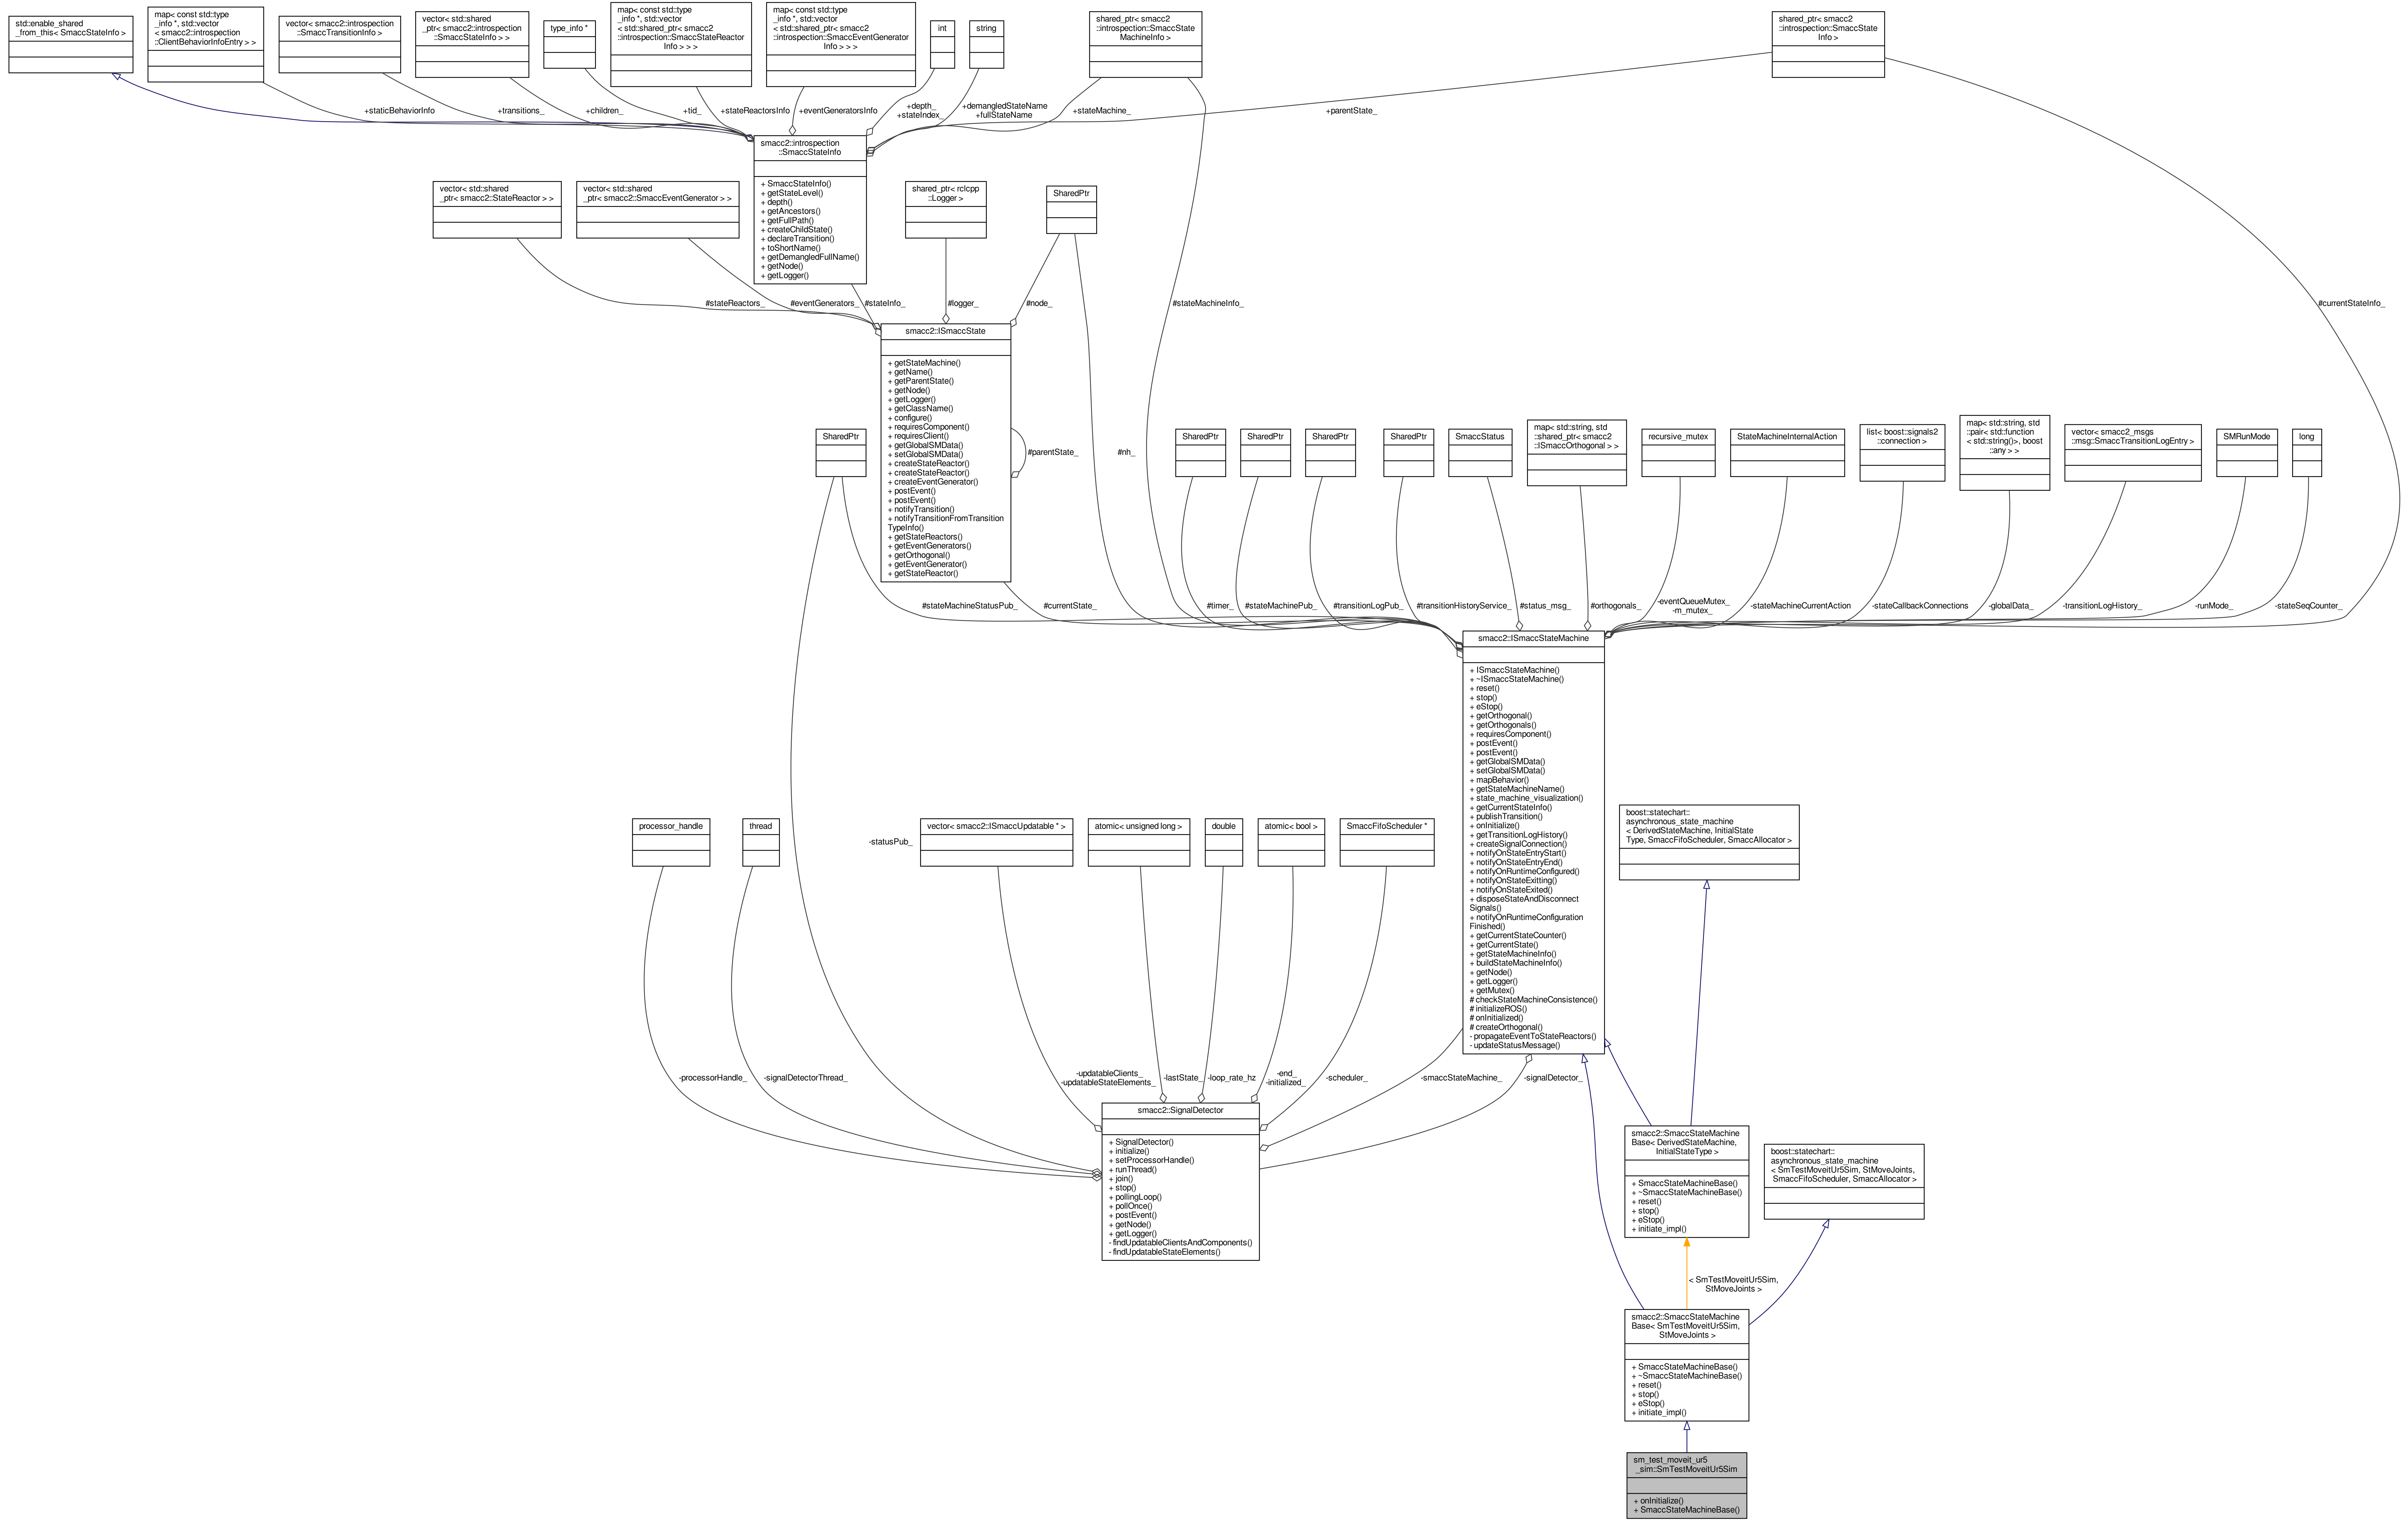 std::enable_shared
_from_this< SmaccStateInfo >
map< const std::type
_info *, std::vector
< smacc2::introspection
::ClientBehaviorInfoEntry > >
vector< smacc2::introspection
::SmaccTransitionInfo >
vector< std::shared
_ptr< smacc2::introspection
::SmaccStateInfo > >
type_info *
map< const std::type
_info *, std::vector
< std::shared_ptr< smacc2
::introspection::SmaccStateReactor
Info > > >
map< const std::type
_info *, std::vector
< std::shared_ptr< smacc2
::introspection::SmaccEventGenerator
Info > > >
int
string
shared_ptr< smacc2
::introspection::SmaccState
MachineInfo >
shared_ptr< smacc2
::introspection::SmaccState
Info >
+staticBehaviorInfo
+transitions_
+children_
+tid_
+stateReactorsInfo
+eventGeneratorsInfo
+depth_
+stateIndex_
+demangledStateName
+fullStateName
+stateMachine_
+parentState_
smacc2::introspection
::SmaccStateInfo
+ SmaccStateInfo()
+ getStateLevel()
+ depth()
+ getAncestors()
+ getFullPath()
+ createChildState()
+ declareTransition()
+ toShortName()
+ getDemangledFullName()
+ getNode()
+ getLogger()
vector< std::shared
_ptr< smacc2::StateReactor > >
vector< std::shared
_ptr< smacc2::SmaccEventGenerator > >
shared_ptr< rclcpp
::Logger >
SharedPtr
#stateReactors_
#eventGenerators_
#stateInfo_
#logger_
#node_
#stateMachineInfo_
#currentStateInfo_
smacc2::ISmaccState
+ getStateMachine()
+ getName()
+ getParentState()
+ getNode()
+ getLogger()
+ getClassName()
+ configure()
+ requiresComponent()
+ requiresClient()
+ getGlobalSMData()
+ setGlobalSMData()
+ createStateReactor()
+ createStateReactor()
+ createEventGenerator()
+ postEvent()
+ postEvent()
+ notifyTransition()
+ notifyTransitionFromTransition
TypeInfo()
+ getStateReactors()
+ getEventGenerators()
+ getOrthogonal()
+ getEventGenerator()
+ getStateReactor()
#parentState_
#nh_
SharedPtr
SharedPtr
SharedPtr
SharedPtr
SharedPtr
SmaccStatus
map< std::string, std
::shared_ptr< smacc2
::ISmaccOrthogonal > >
recursive_mutex
StateMachineInternalAction
list< boost::signals2
::connection >
map< std::string, std
::pair< std::function
< std::string()>, boost
::any > >
vector< smacc2_msgs
::msg::SmaccTransitionLogEntry >
SMRunMode
long
#stateMachineStatusPub_
#currentState_
#timer_
#stateMachinePub_
#transitionLogPub_
#transitionHistoryService_
#status_msg_
#orthogonals_
-eventQueueMutex_
-m_mutex_
-stateMachineCurrentAction
-stateCallbackConnections
-globalData_
-transitionLogHistory_
-runMode_
-stateSeqCounter_
smacc2::ISmaccStateMachine
+ ISmaccStateMachine()
+ ~ISmaccStateMachine()
+ reset()
+ stop()
+ eStop()
+ getOrthogonal()
+ getOrthogonals()
+ requiresComponent()
+ postEvent()
+ postEvent()
+ getGlobalSMData()
+ setGlobalSMData()
+ mapBehavior()
+ getStateMachineName()
+ state_machine_visualization()
+ getCurrentStateInfo()
+ publishTransition()
+ onInitialize()
+ getTransitionLogHistory()
+ createSignalConnection()
+ notifyOnStateEntryStart()
+ notifyOnStateEntryEnd()
+ notifyOnRuntimeConfigured()
+ notifyOnStateExitting()
+ notifyOnStateExited()
+ disposeStateAndDisconnect
Signals()
+ notifyOnRuntimeConfiguration
Finished()
+ getCurrentStateCounter()
+ getCurrentState()
+ getStateMachineInfo()
+ buildStateMachineInfo()
+ getNode()
+ getLogger()
+ getMutex()
# checkStateMachineConsistence()
# initializeROS()
# onInitialized()
# createOrthogonal()
- propagateEventToStateReactors()
- updateStatusMessage()
processor_handle
thread
-statusPub_
vector< smacc2::ISmaccUpdatable * >
atomic< unsigned long >
double
atomic< bool >
SmaccFifoScheduler *
boost::statechart::
asynchronous_state_machine
< DerivedStateMachine, InitialState
Type, SmaccFifoScheduler, SmaccAllocator >
-processorHandle_
-signalDetectorThread_
-updatableClients_
-updatableStateElements_
-lastState_
-loop_rate_hz
-end_
-initialized_
-scheduler_
-smaccStateMachine_
-signalDetector_
smacc2::SignalDetector
+ SignalDetector()
+ initialize()
+ setProcessorHandle()
+ runThread()
+ join()
+ stop()
+ pollingLoop()
+ pollOnce()
+ postEvent()
+ getNode()
+ getLogger()
- findUpdatableClientsAndComponents()
- findUpdatableStateElements()
smacc2::SmaccStateMachine
Base< DerivedStateMachine,
InitialStateType >
+ SmaccStateMachineBase()
+ ~SmaccStateMachineBase()
+ reset()
+ stop()
+ eStop()
+ initiate_impl()
boost::statechart::
asynchronous_state_machine
< SmTestMoveitUr5Sim, StMoveJoints,
SmaccFifoScheduler, SmaccAllocator >
< SmTestMoveitUr5Sim,
StMoveJoints >
smacc2::SmaccStateMachine
Base< SmTestMoveitUr5Sim,
StMoveJoints >
+ SmaccStateMachineBase()
+ ~SmaccStateMachineBase()
+ reset()
+ stop()
+ eStop()
+ initiate_impl()
sm_test_moveit_ur5
_sim::SmTestMoveitUr5Sim
+ onInitialize()
+ SmaccStateMachineBase()